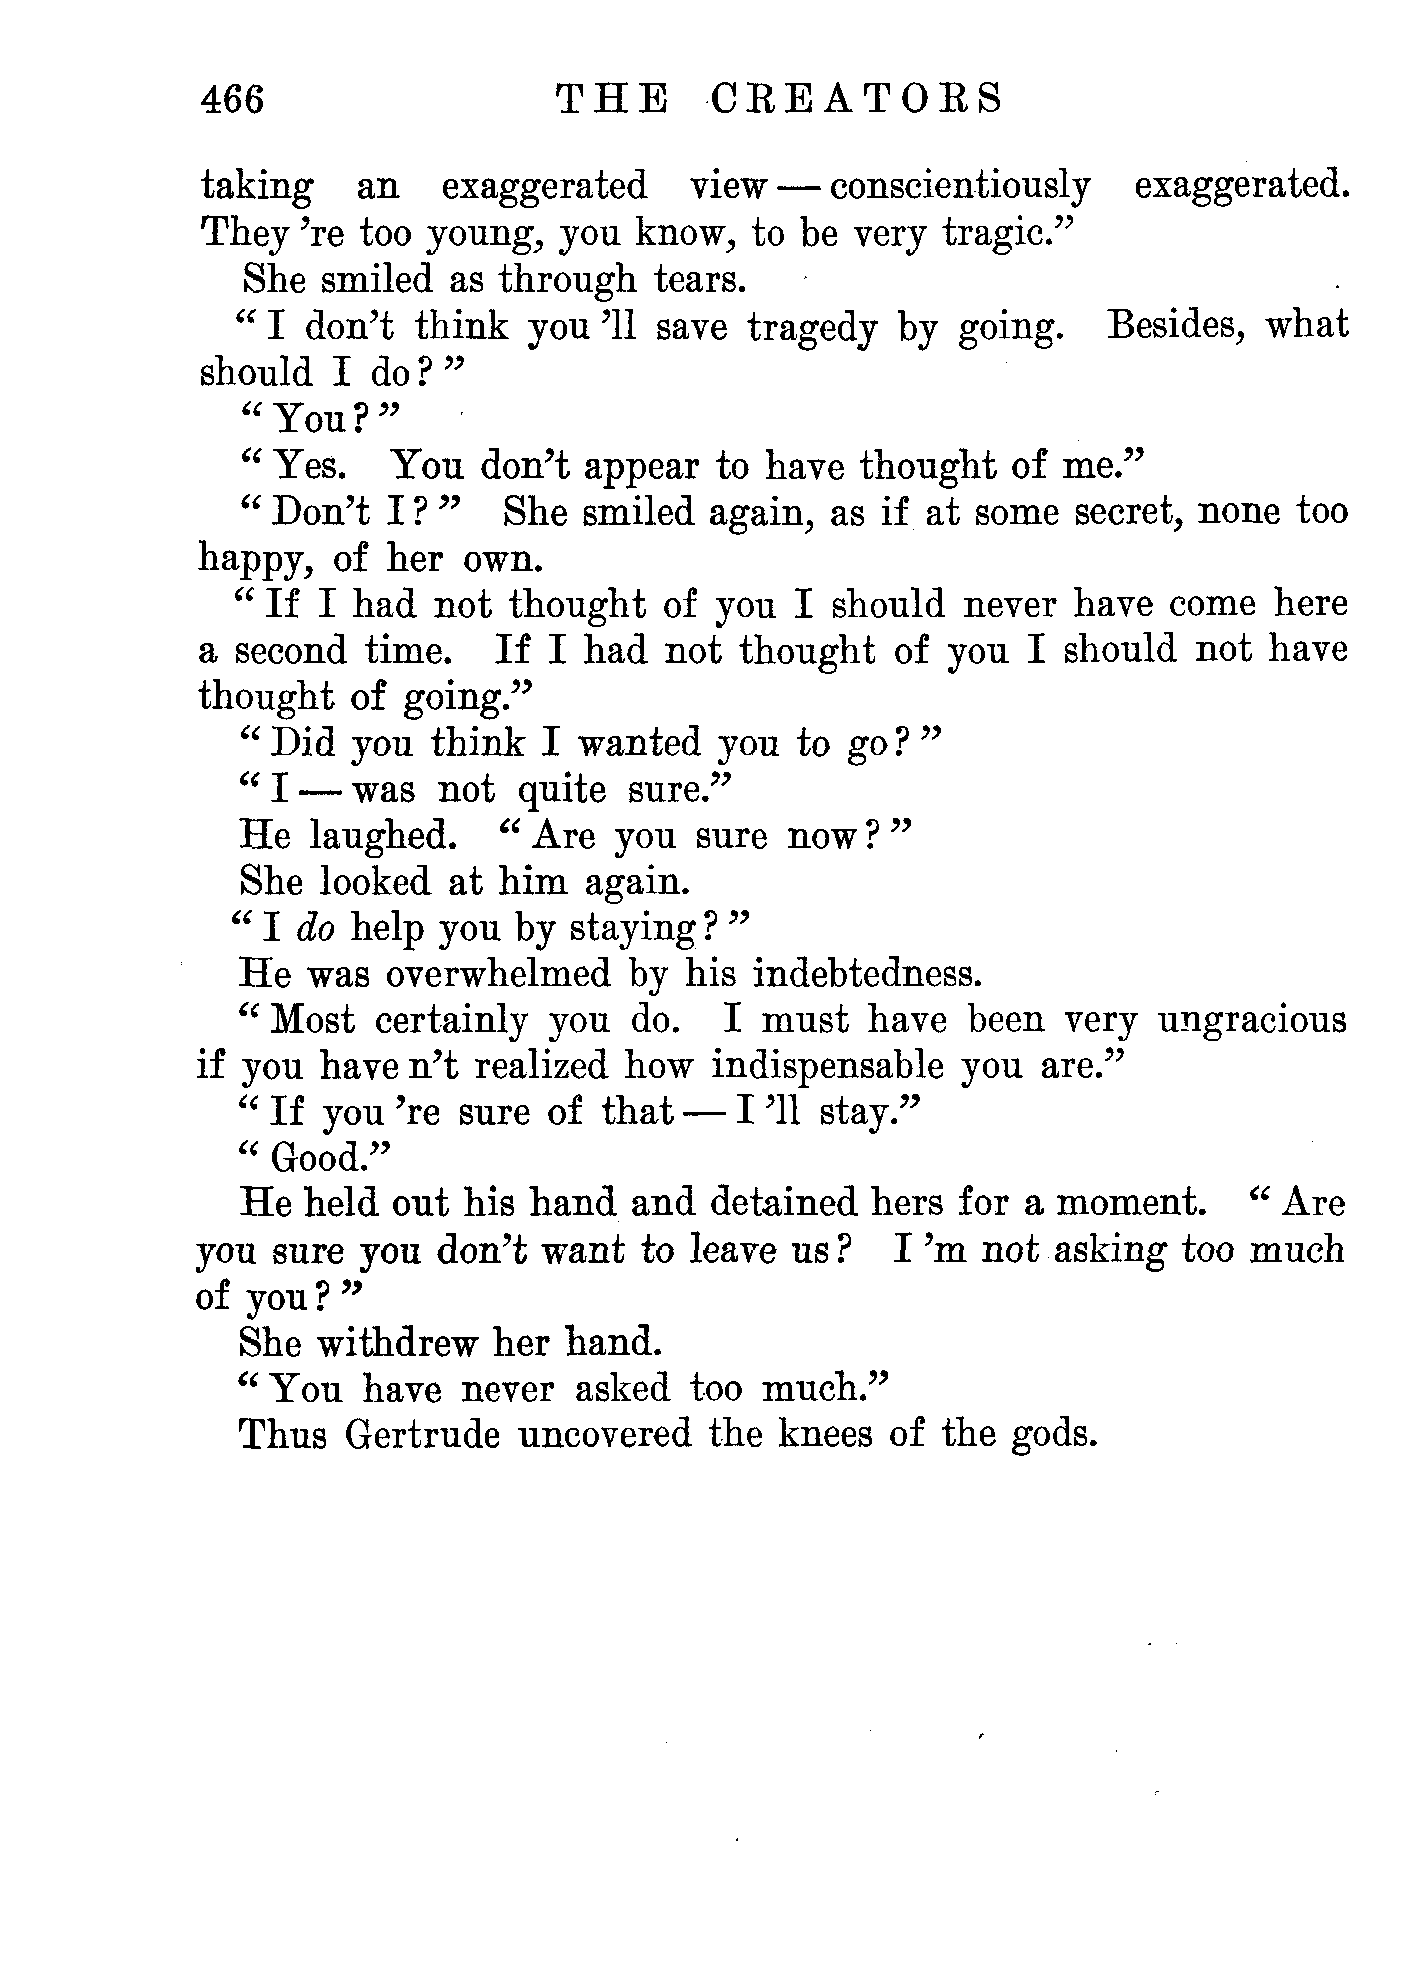 466 THE CREATORS
taking an exaggerated view — conscientiously exaggerated.
They 're too young, you know, to be very tragic."
She smiled as through tears.
" I don't think you 'll save tragedy by going. Besides, what
should I do? "
" You? "
" Yes. You don't appear to have thought of me."
" Don't I? " She smiled again, as if at some secret, none too
happy, of her own.
" If I had not thought of you I should never have come here
a second time. If I had not thought of you I should not have
thought of going."
" Did you think I wanted you to go? "
" I — was not quite sure."
He laughed. " Are you sure now? "
She looked at him again.
" I do help you by staying? "
He was overwhelmed by his indebtedness.
" Most certainly you do. I must have been very ungracious
if you have n't realized how indispensable you are."
" If you 're sure of that — I 'll stay."
" Good."
He held out his hand and detained hers for a moment. " Are
you sure you don't want to leave us? I 'm not asking too much
of you? "
She withdrew her hand.
" You have never asked too much."
Thus Gertrude uncovered the knees of the gods.